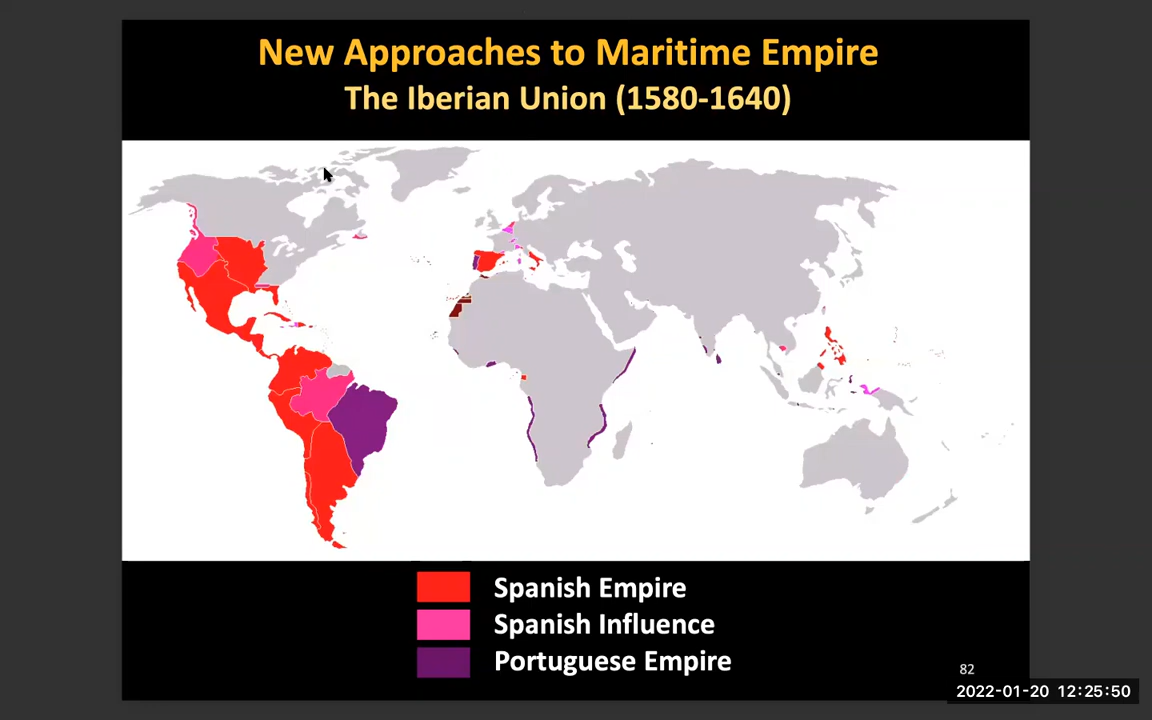 New Approaches to Maritime Empire
The Iberian Union (1580-1640)
Spanish Empire
Spanish Influence
Portuguese Empire
82
2022-01-20 12:25:50